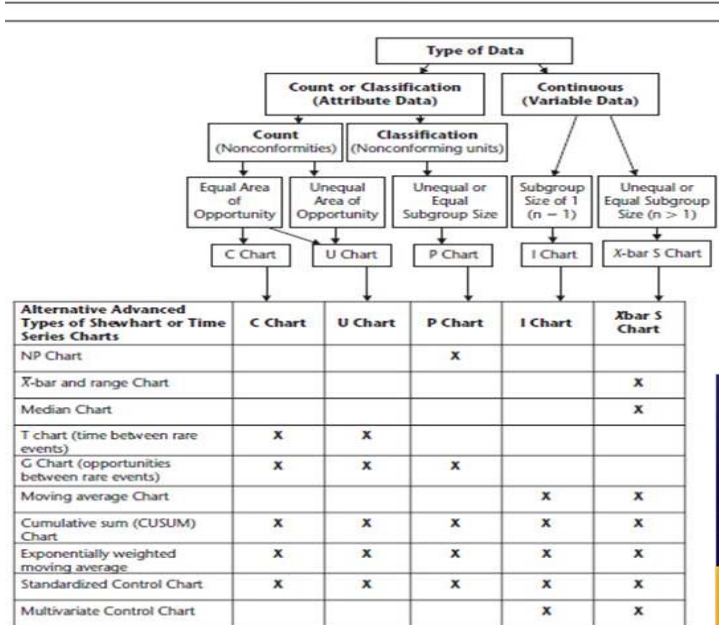 Type of Data
Count or Classification
(Attribute Data)
Continuous
(Variable Data)
Count
(Nonconformities)
Classification
(Nonconforming units)
Equal Area
of
Opportunity
Unequal
Area of
Opportunity
Unequal or
Equal
Subgroup Size
Subgroup
Size of 1
(n − 1)
Unequal or
Equal Subgroup
Size (n > 1)
C Chart
U Chart
P Chart
I Chart
X-bar S Chart
Alternative Advanced
Types of Shewhart or Time
Series Charts
C Chart
U Chart
P Chart
I Chart
Xbar S
Chart
NP Chart
X
X̅-bar and range Chart
X
Median Chart
X
T chart (time between rare
events)
X X
G Chart (opportunities
between rare events)
X X X
Moving average Chart
X X
Cumulative sum (CUSUM)
Chart
X X X X X
Exponentially weighted
moving average
X X X X X
Standardized Control Chart
X X X X X
Multivariate Control Chart
X X